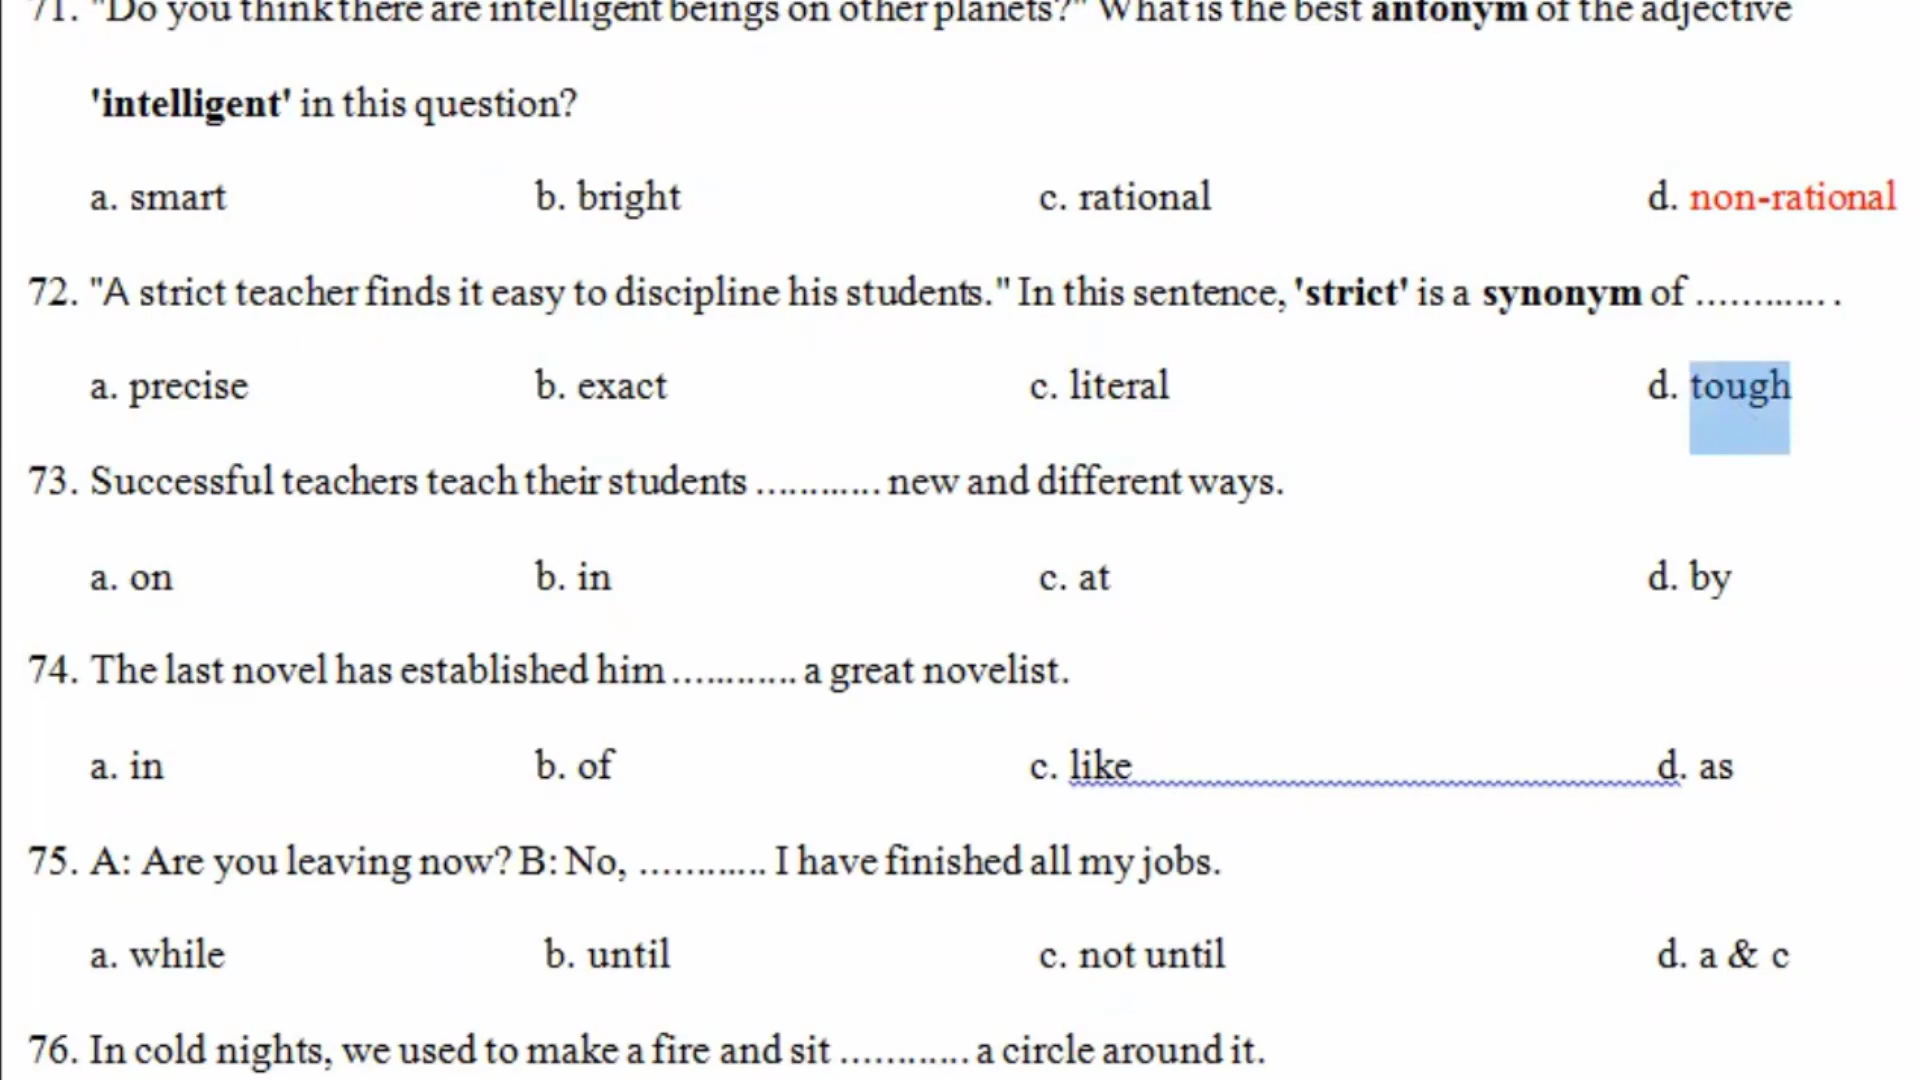 71. "Do you think there are intelligent beings on other planets?" What is the best antonym of the adjective
'intelligent' in this question?
a. smart b. bright c. rational d. non-rational
72. "A strict teacher finds it easy to discipline his students." In this sentence, 'strict' is a synonym of ............ .
a. precise b. exact c. literal d. tough
73. Successful teachers teach their students ............ new and different ways.
a. on b. in c. at d. by
74. The last novel has established him ............ a great novelist.
a. in b. of c. like d. as
75. A: Are you leaving now? B: No, ............ I have finished all my jobs.
a. while b. until c. not until d. a & c
76. In cold nights, we used to make a fire and sit ............ a circle around it.